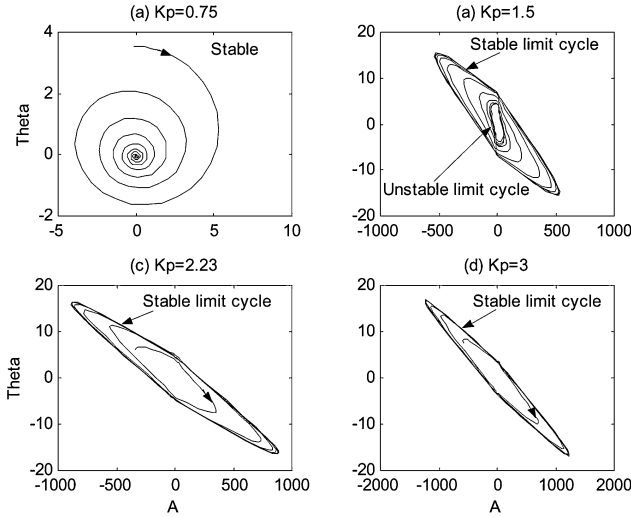 (a) Kp=0.75
(a) Kp=1.5
4
2
0
-2
-5
0
5
10
Theta
Stable
20
10
0
-10
-20
-1000
-500
0
500
1000
Stable limit cycle
Unstable limit cycle
(c) Kp=2.23
(d) Kp=3
20
10
0
-10
-20
-1000
-500
0
500
1000
Theta
A
Stable limit cycle
20
10
0
-10
-20
-2000
-1000
0
1000
2000
A
Stable limit cycle